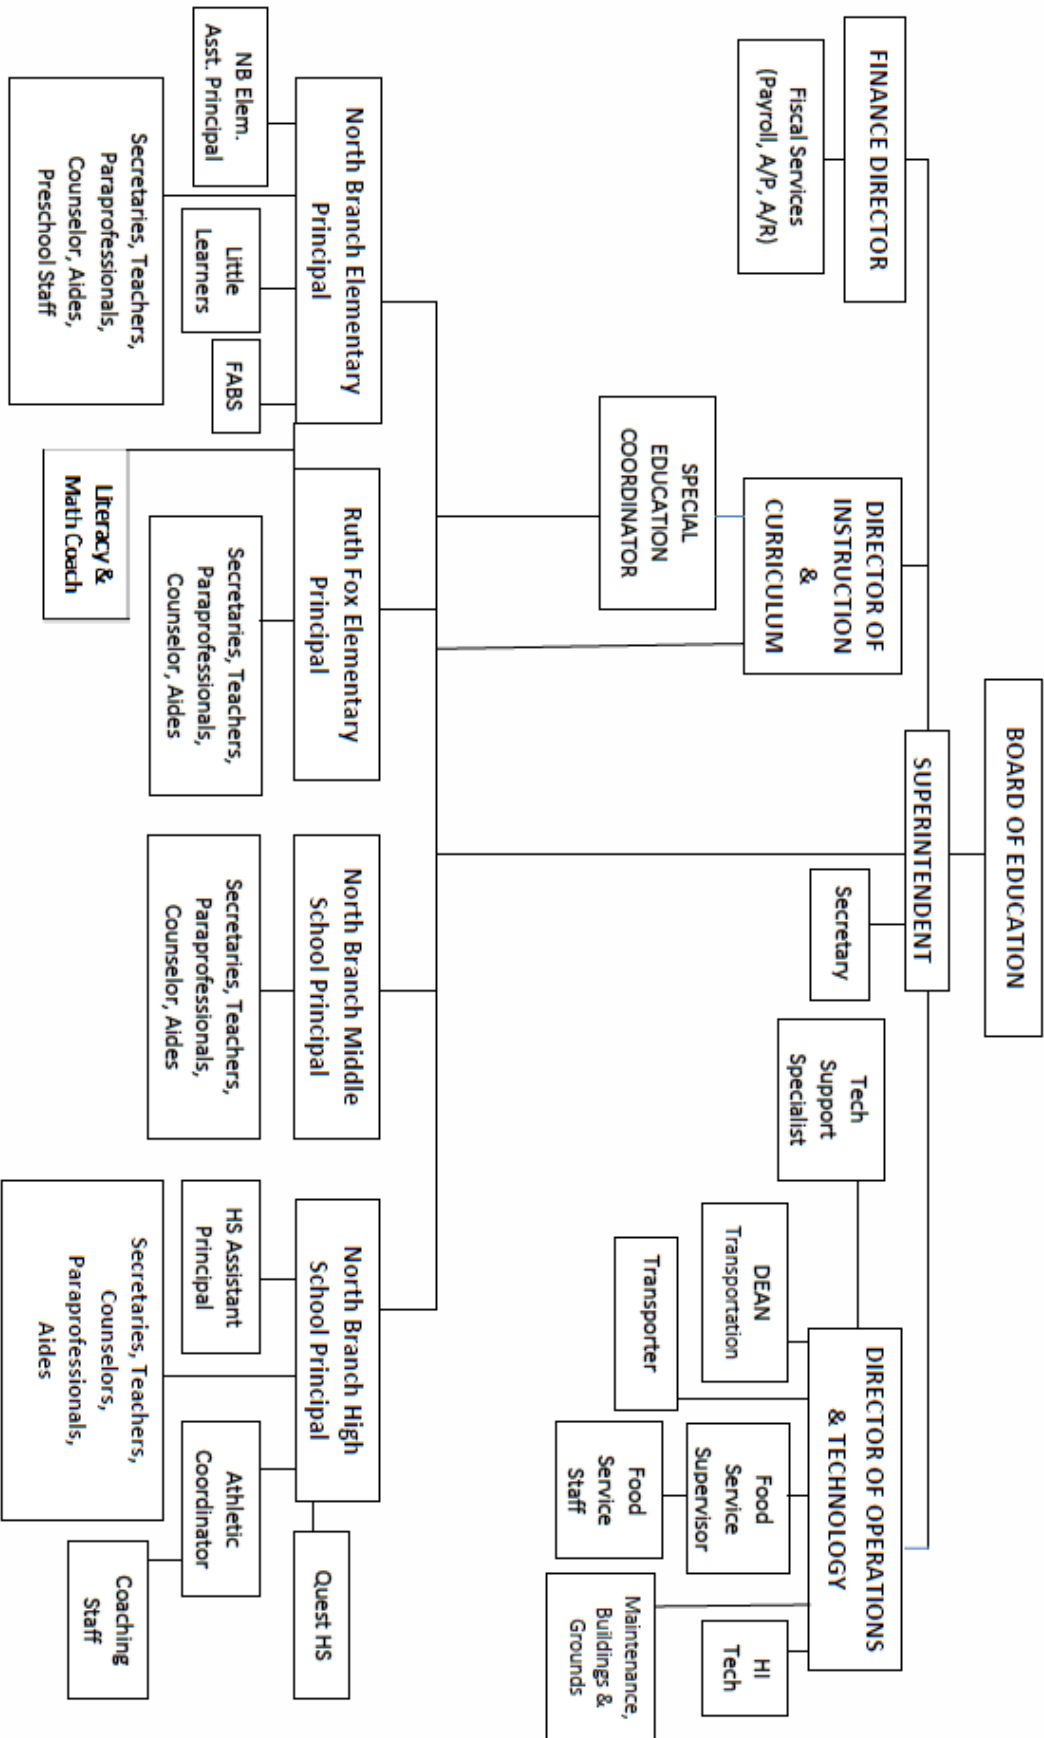 BOARD OF EDUCATION
SUPERINTENDENT
Secretary
FINANCE DIRECTOR
Fiscal Services
(Payroll, A/P, A/R)
DIRECTOR OF
INSTRUCTION
&
CURRICULUM
SPECIAL
EDUCATION
COORDINATOR
DIRECTOR OF OPERATIONS
& TECHNOLOGY
Tech
Support
Specialist
DEAN
Transportation
Transporter
Food
Service
Supervisor
Food
Service
Staff
HI
Tech
Maintenance,
Buildings &
Grounds
North Branch Elementary
Principal
NB Elem.
Asst. Principal
Little
Learners
FABS
Secretaries, Teachers,
Paraprofessionals,
Counselor, Aides,
Preschool Staff
Literacy &
Math Coach
Ruth Fox Elementary
Principal
Secretaries, Teachers,
Paraprofessionals,
Counselor, Aides
North Branch Middle
School Principal
Secretaries, Teachers,
Paraprofessionals,
Counselor, Aides
North Branch High
School Principal
Quest HS
HS Assistant
Principal
Athletic
Coordinator
Secretaries, Teachers,
Counselors,
Paraprofessionals,
Aides
Coaching
Staff